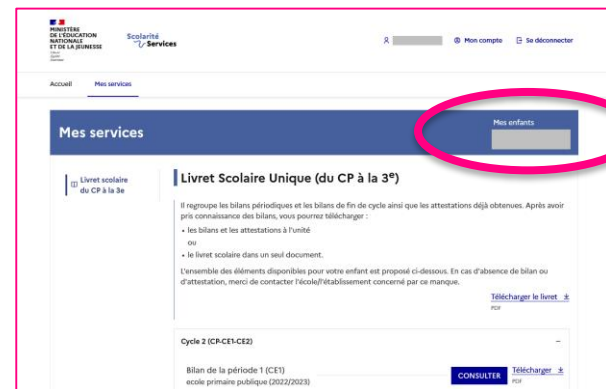 MINISTÈRE
DE L'ÉDUCATION
NATIONALE
ET DE LA JEUNESSE
Scolarité
Services
Mon compte
Se déconnecter
Accueil
Mes services
Mes services
Mes enfants
Livret scolaire
du CP à la 3e
Livret Scolaire Unique (du CP à la 3e)
Il regroupe les bilans périodiques et les bilans de fin de cycle ainsi que les attestations déjà obtenues. Après avoir
pris connaissance des bilans, vous pourrez télécharger :
• les bilans et les attestations à l'unité
ou
• le livret scolaire dans un seul document.
L'ensemble des éléments disponibles pour votre enfant est proposé ci-dessous. En cas d'absence de bilan ou
d'attestation, merci de contacter l'école/l'établissement concerné par ce manque.
Télécharger le livret
PDF
Cycle 2 (CP-CE1-CE2)
Bilan de la période 1 (CE1)
ecole primaire publique (2022/2023)
CONSULTER
Télécharger
PDF